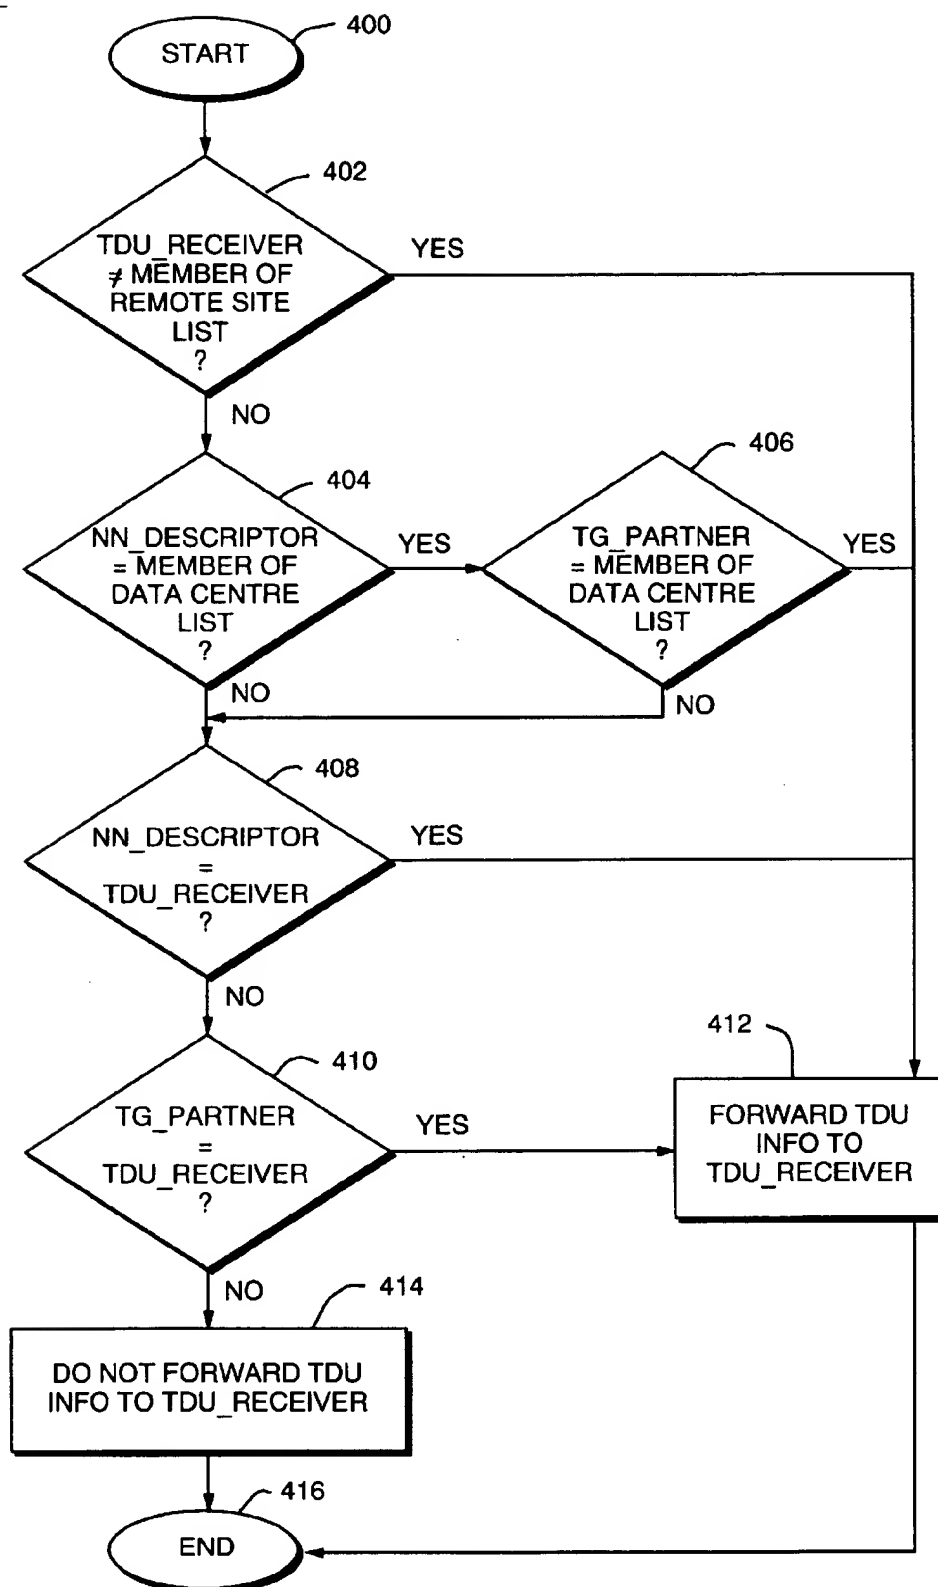 400
START
402
TDU_RECEIVER
≠ MEMBER OF
REMOTE SITE
LIST
?
YES
NO
404
NN_DESCRIPTOR
= MEMBER OF
DATA CENTRE
LIST
?
YES
NO
406
TG_PARTNER
= MEMBER OF
DATA CENTRE
LIST
?
YES
NO
408
NN_DESCRIPTOR
=
TDU_RECEIVER
?
YES
NO
410
TG_PARTNER
=
TDU_RECEIVER
?
YES
NO
412
FORWARD TDU
INFO TO
TDU_RECEIVER
414
DO NOT FORWARD TDU
INFO TO TDU_RECEIVER
416
END